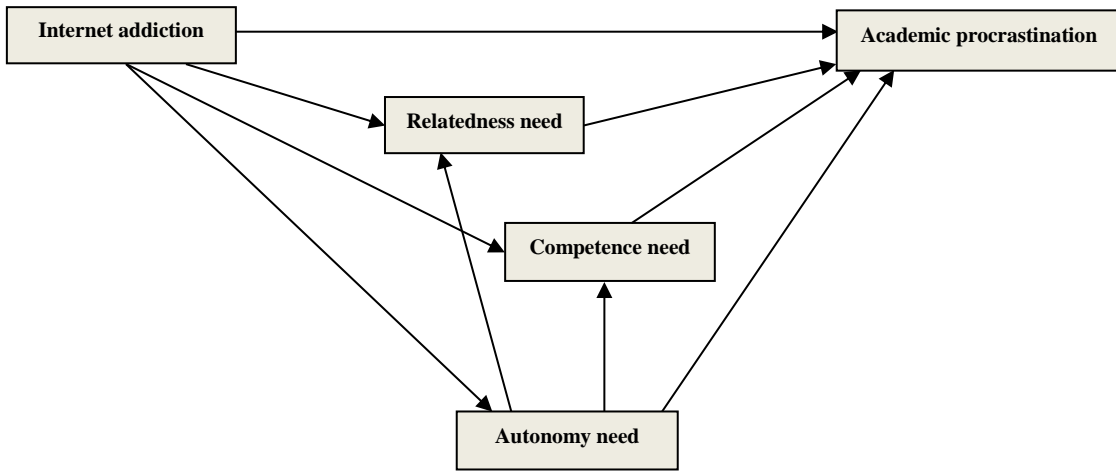 Internet addiction
Academic procrastination
Relatedness need
Competence need
Autonomy need